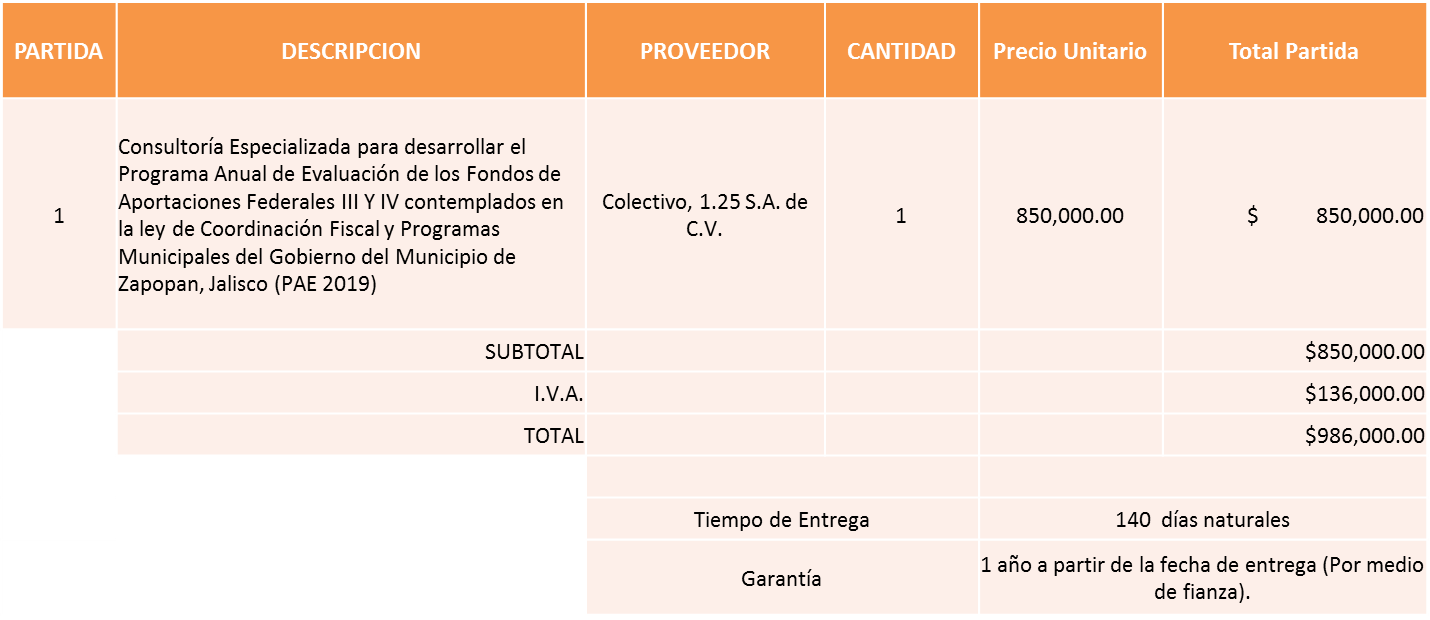 PARTIDA DESCRIPCION PROVEEDOR CANTIDAD Precio Unitario Total Partida
1
Consultoría Especializada para desarrollar el
Programa Anual de Evaluación de los Fondos de
Aportaciones Federales III Y IV contemplados en
la ley de Coordinación Fiscal y Programas
Municipales del Gobierno del Municipio de
Zapopan, Jalisco (PAE 2019)
Colectivo, 1.25 S.A. de
C.V.
1
850,000.00
$ 850,000.00
SUBTOTAL $850,000.00
I.V.A. $136,000.00
TOTAL $986,000.00
Tiempo de Entrega 140 días naturales
Garantía
1 año a partir de la fecha de entrega (Por medio
de fianza).